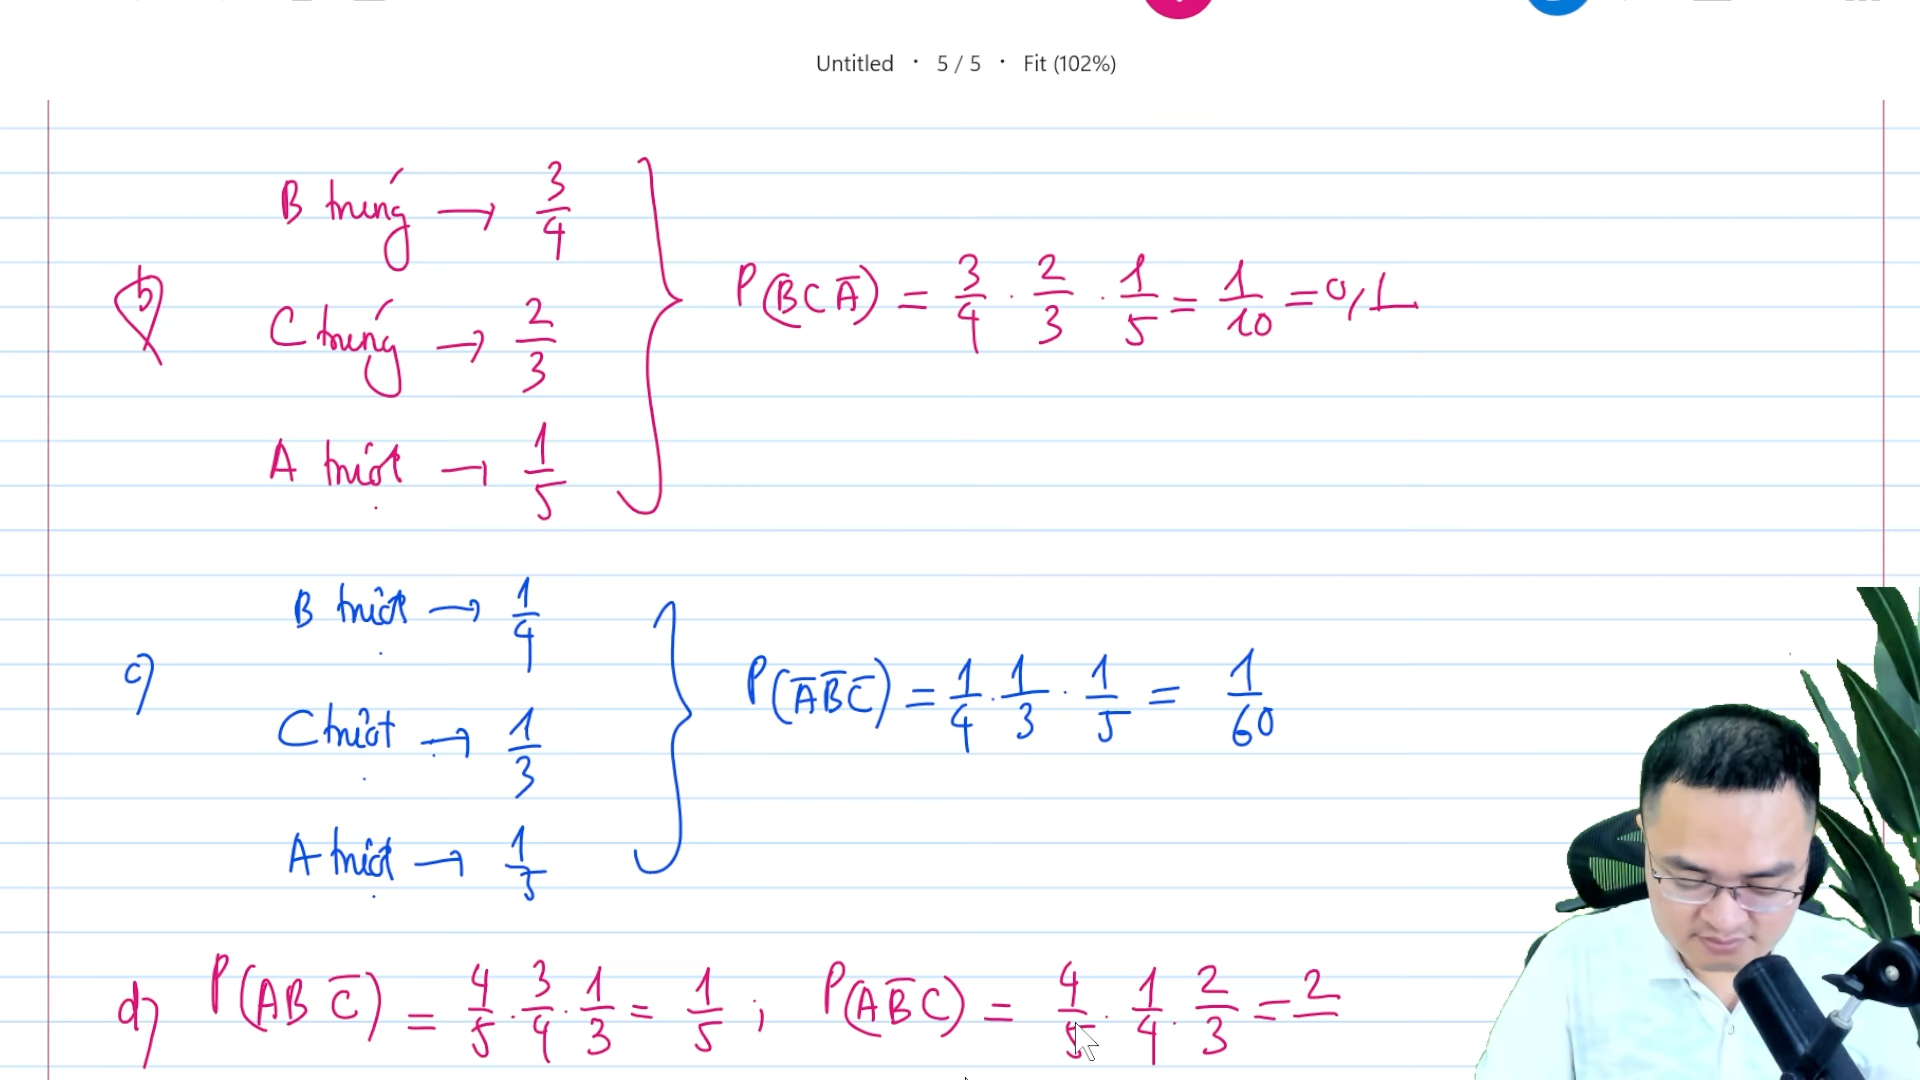 Untitled • 5 / 5 • Fit (102%)
b)
B trúng → 3/4
C trúng → 2/3
A trượt → 1/5
P(BCA̅) = 3/4 . 2/3 . 1/5 = 1/10 = 0,1
c)
B trượt → 1/4
C trượt → 1/3
A trượt → 1/5
P(A̅B̅C̅) = 1/4 . 1/3 . 1/5 = 1/60
d) P(ABC̅) = 4/5 . 3/4 . 1/3 = 1/5 ; P(AB̅C) = 4/5 . 1/4 . 2/3 = 2/